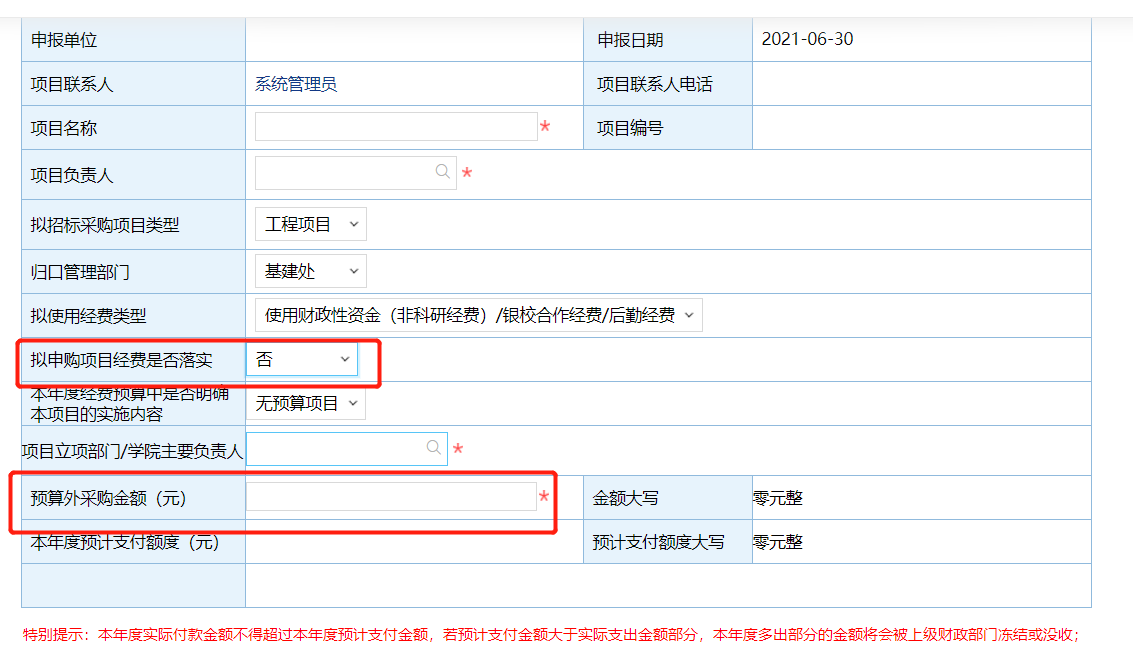 申报单位
申报日期
2021-06-30
项目联系人
系统管理员
项目联系人电话
项目名称
*
项目编号
项目负责人
*
拟招标采购项目类型
工程项目
归口管理部门
基建处
拟使用经费类型
使用财政性资金（非科研经费）/银校合作经费/后勤经费
拟申购项目经费是否落实
否
本年度经费预算中是否明确
本项目的实施内容
无预算项目
项目立项部门/学院主要负责人
*
预算外采购金额（元）
*
金额大写
零元整
本年度预计支付额度（元）
预计支付额度大写
零元整
特别提示：本年度实际付款金额不得超过本年度预计支付金额，若预计支付金额大于实际支出金额部分，本年度多出部分的金额将会被上级财政部门冻结或没收；